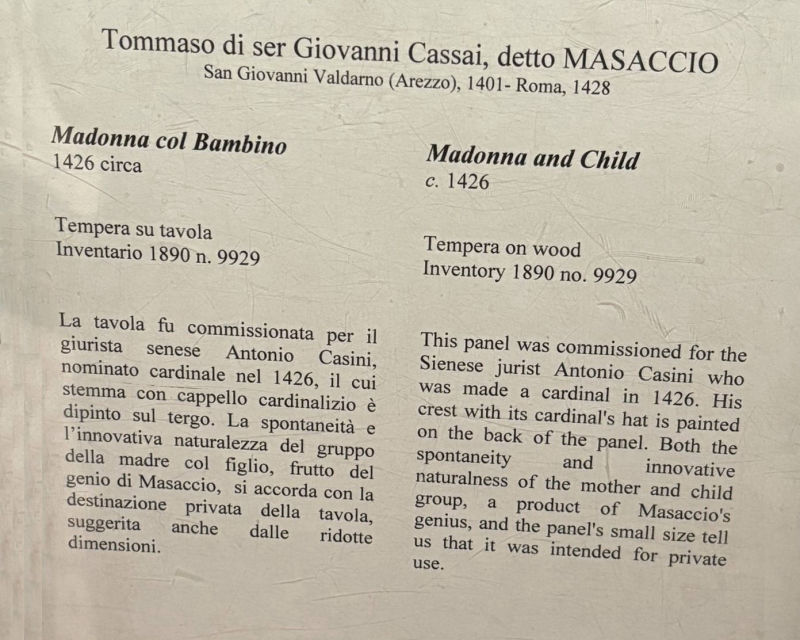 Tommaso di ser Giovanni Cassai, detto MASACCIO
San Giovanni Valdarno (Arezzo), 1401- Roma, 1428
Madonna col Bambino
1426 circa
Tempera su tavola
Inventario 1890 n. 9929
La tavola fu commissionata per il
giurista senese Antonio Casini,
nominato cardinale nel 1426, il cui
stemma con cappello cardinalizio è
dipinto sul tergo. La spontaneità e
l'innovativa naturalezza del gruppo
della madre col figlio, frutto del
genio di Masaccio, si accorda con la
destinazione privata della tavola,
suggerita anche dalle ridotte
dimensioni.
Madonna and Child
c. 1426
Tempera on wood
Inventory 1890 no. 9929
This panel was commissioned for the
Sienese jurist Antonio Casini who
was made a cardinal in 1426. His
crest with its cardinal's hat is painted
on the back of the panel. Both the
spontaneity and innovative
naturalness of the mother and child
group, a product of Masaccio's
genius, and the panel's small size tell
us that it was intended for private
use.